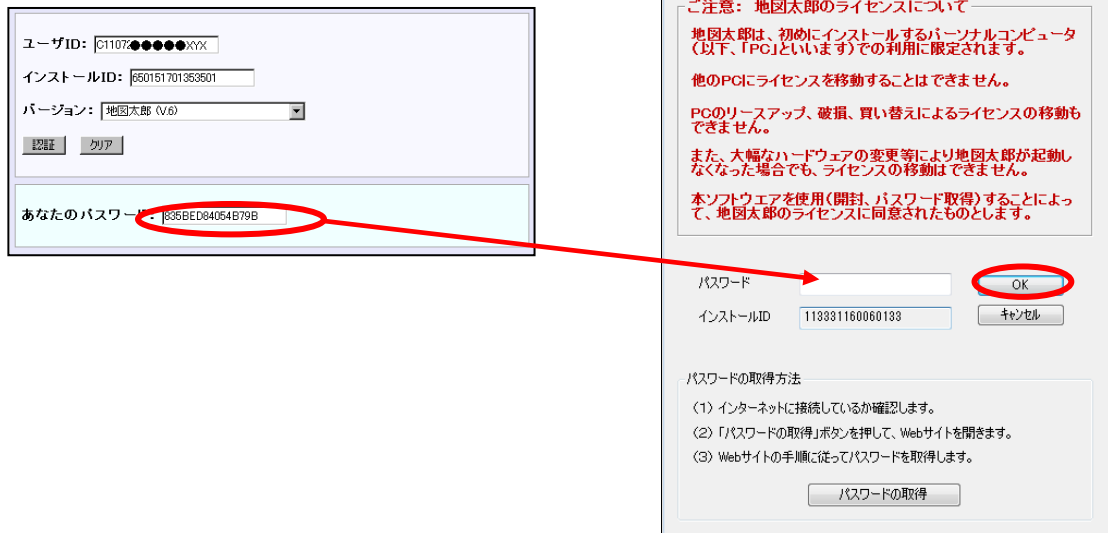 ユーザID: C11072●●●●●XYX
インストールID: 650151701353501
バージョン: 地図太郎 (V.6)
認証 クリア
あなたのパスワード: 835BED84054B79B
ご注意: 地図太郎のライセンスについて
地図太郎は、初めにインストールするパーソナルコンピュータ
(以下、「PC」といいます)での利用に限定されます。
他のPCにライセンスを移動することはできません。
PCのリースアップ、破損、買い替えによるライセンスの移動も
できません。
また、大幅なハードウェアの変更等により地図太郎が起動し
なくなった場合でも、ライセンスの移動はできません。
本ソフトウエアを使用(開封、パスワード取得)することによっ
て、地図太郎のライセンスに同意されたものとします。
パスワード OK
インストールID 113331160060133 キャンセル
パスワードの取得方法
(1) インターネットに接続しているか確認します。
(2) 「パスワードの取得」ボタンを押して、Webサイトを開きます。
(3) Webサイトの手順に従ってパスワードを取得します。
パスワードの取得